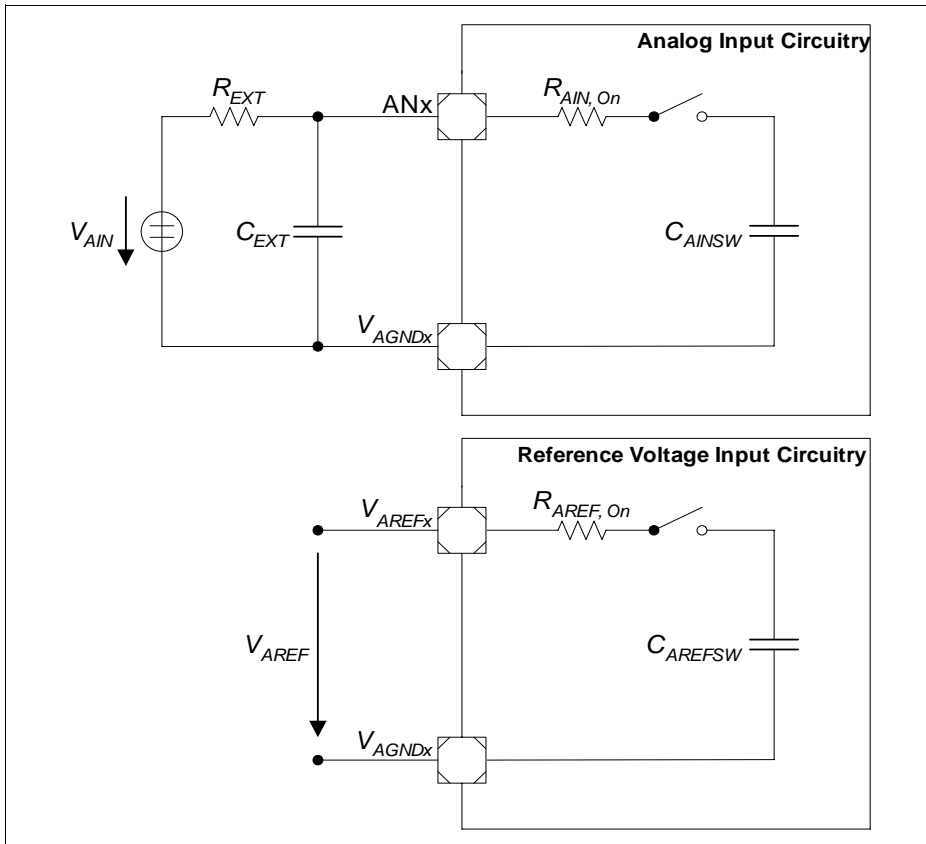 Analog Input Circuitry
R_EXT
ANx
R_AIN, On
V_AIN
C_EXT
C_AINSW
V_AGNDx
Reference Voltage Input Circuitry
V_AREFx
R_AREF, On
V_AREF
C_AREFSW
V_AGNDx